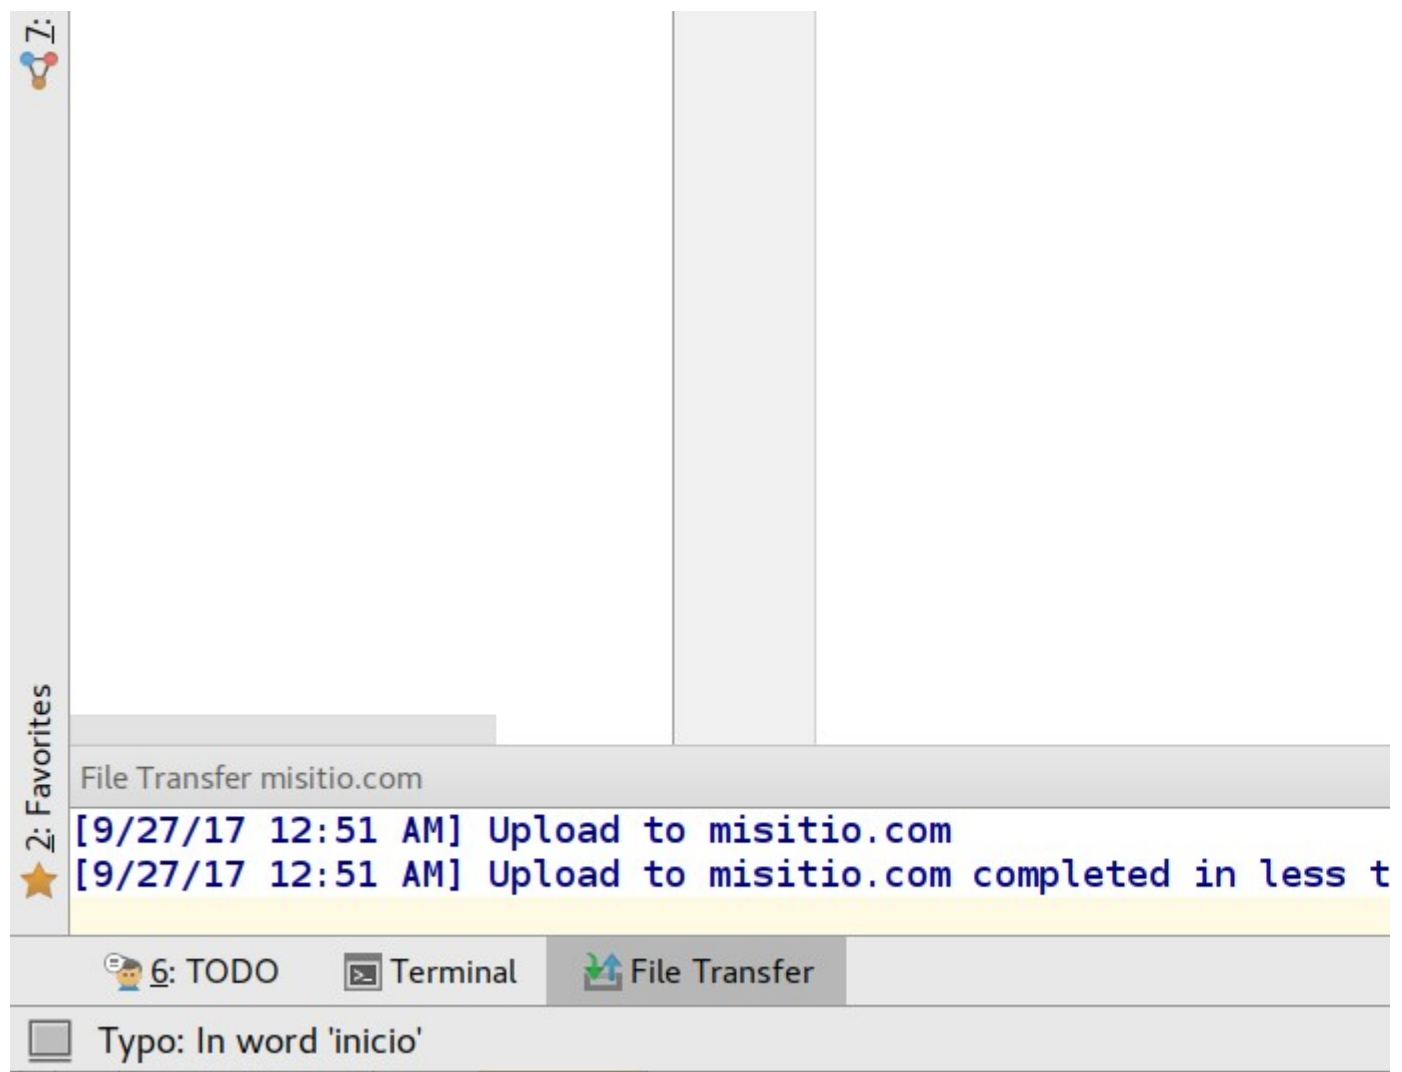 7:
2: Favorites
File Transfer misitio.com
[9/27/17 12:51 AM] Upload to misitio.com
[9/27/17 12:51 AM] Upload to misitio.com completed in less t
6: TODO
Terminal
File Transfer
Typo: In word 'inicio'